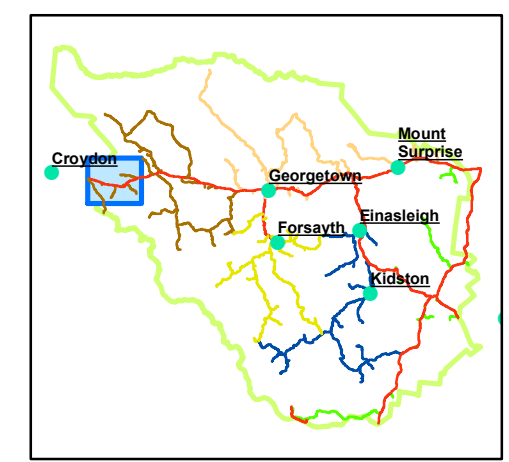 Mount
Surprise
Croydon
Georgetown
Forsayth
Einasleigh
Kidston